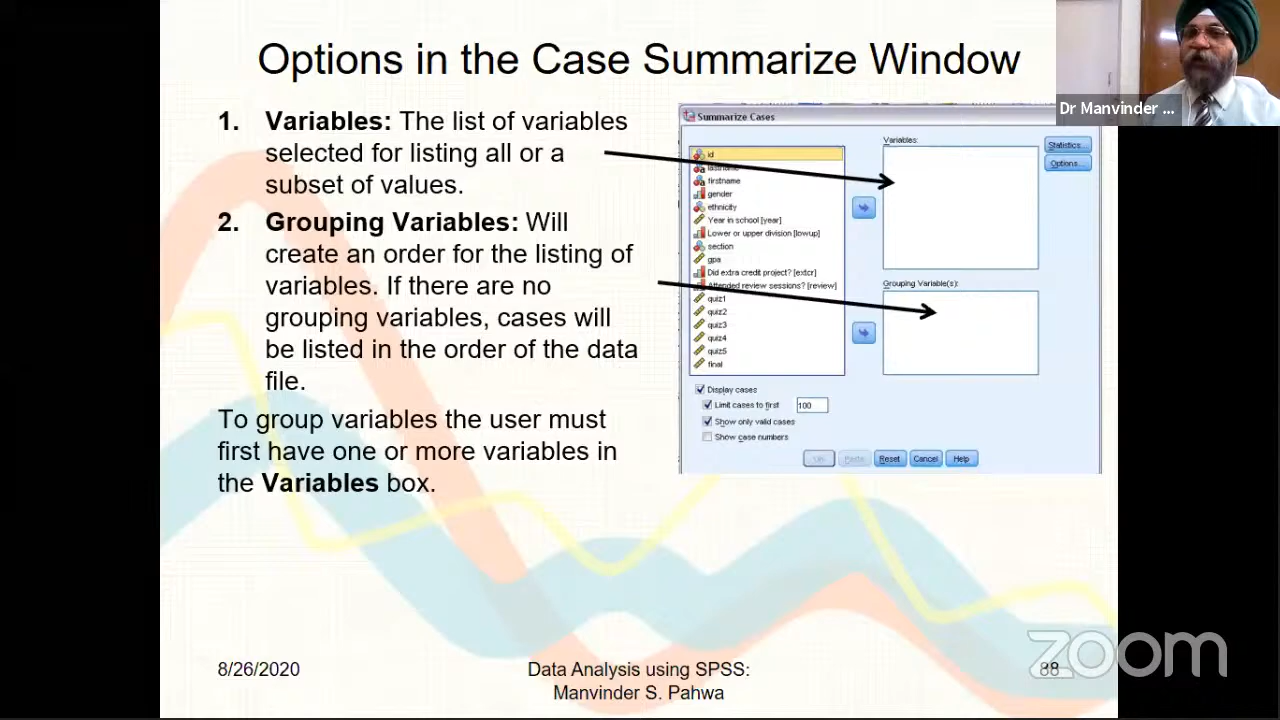 Options in the Case Summarize Window
Dr Manvinder ...
1. Variables: The list of variables
selected for listing all or a
subset of values.
2. Grouping Variables: Will
create an order for the listing of
variables. If there are no
grouping variables, cases will
be listed in the order of the data
file.
To group variables the user must
first have one or more variables in
the Variables box.
Summarize Cases
id
lastname
firstname
gender
ethnicity
Year in school [year]
Lower or upper division [lowup]
section
gpa
Did extra credit project? [extcr]
Attended review sessions? [review]
quiz1
quiz2
quiz3
quiz4
quiz5
final
Variables:
Grouping Variable(s):
Statistics...
Options...
Display cases
Limit cases to first 100
Show only valid cases
Show case numbers
OK Paste Reset Cancel Help
8/26/2020
Data Analysis using SPSS:
Manvinder S. Pahwa
88
zoom